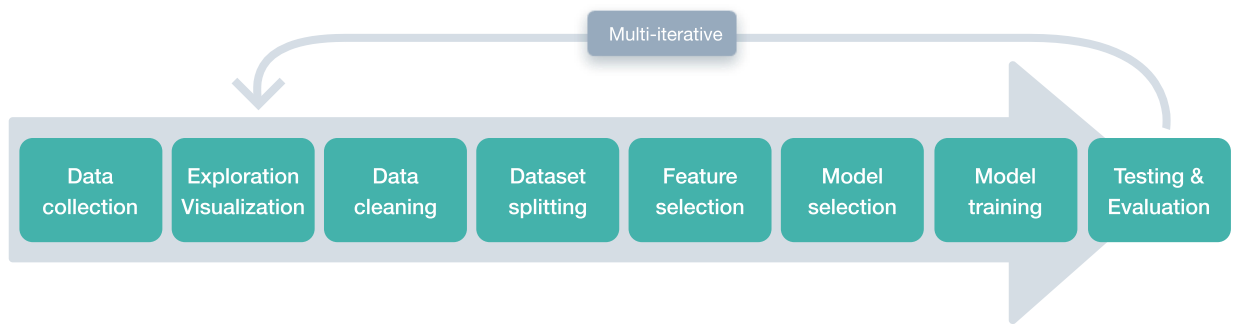 Multi-iterative
Data
collection
Exploration
Visualization
Data
cleaning
Dataset
splitting
Feature
selection
Model
selection
Model
training
Testing &
Evaluation